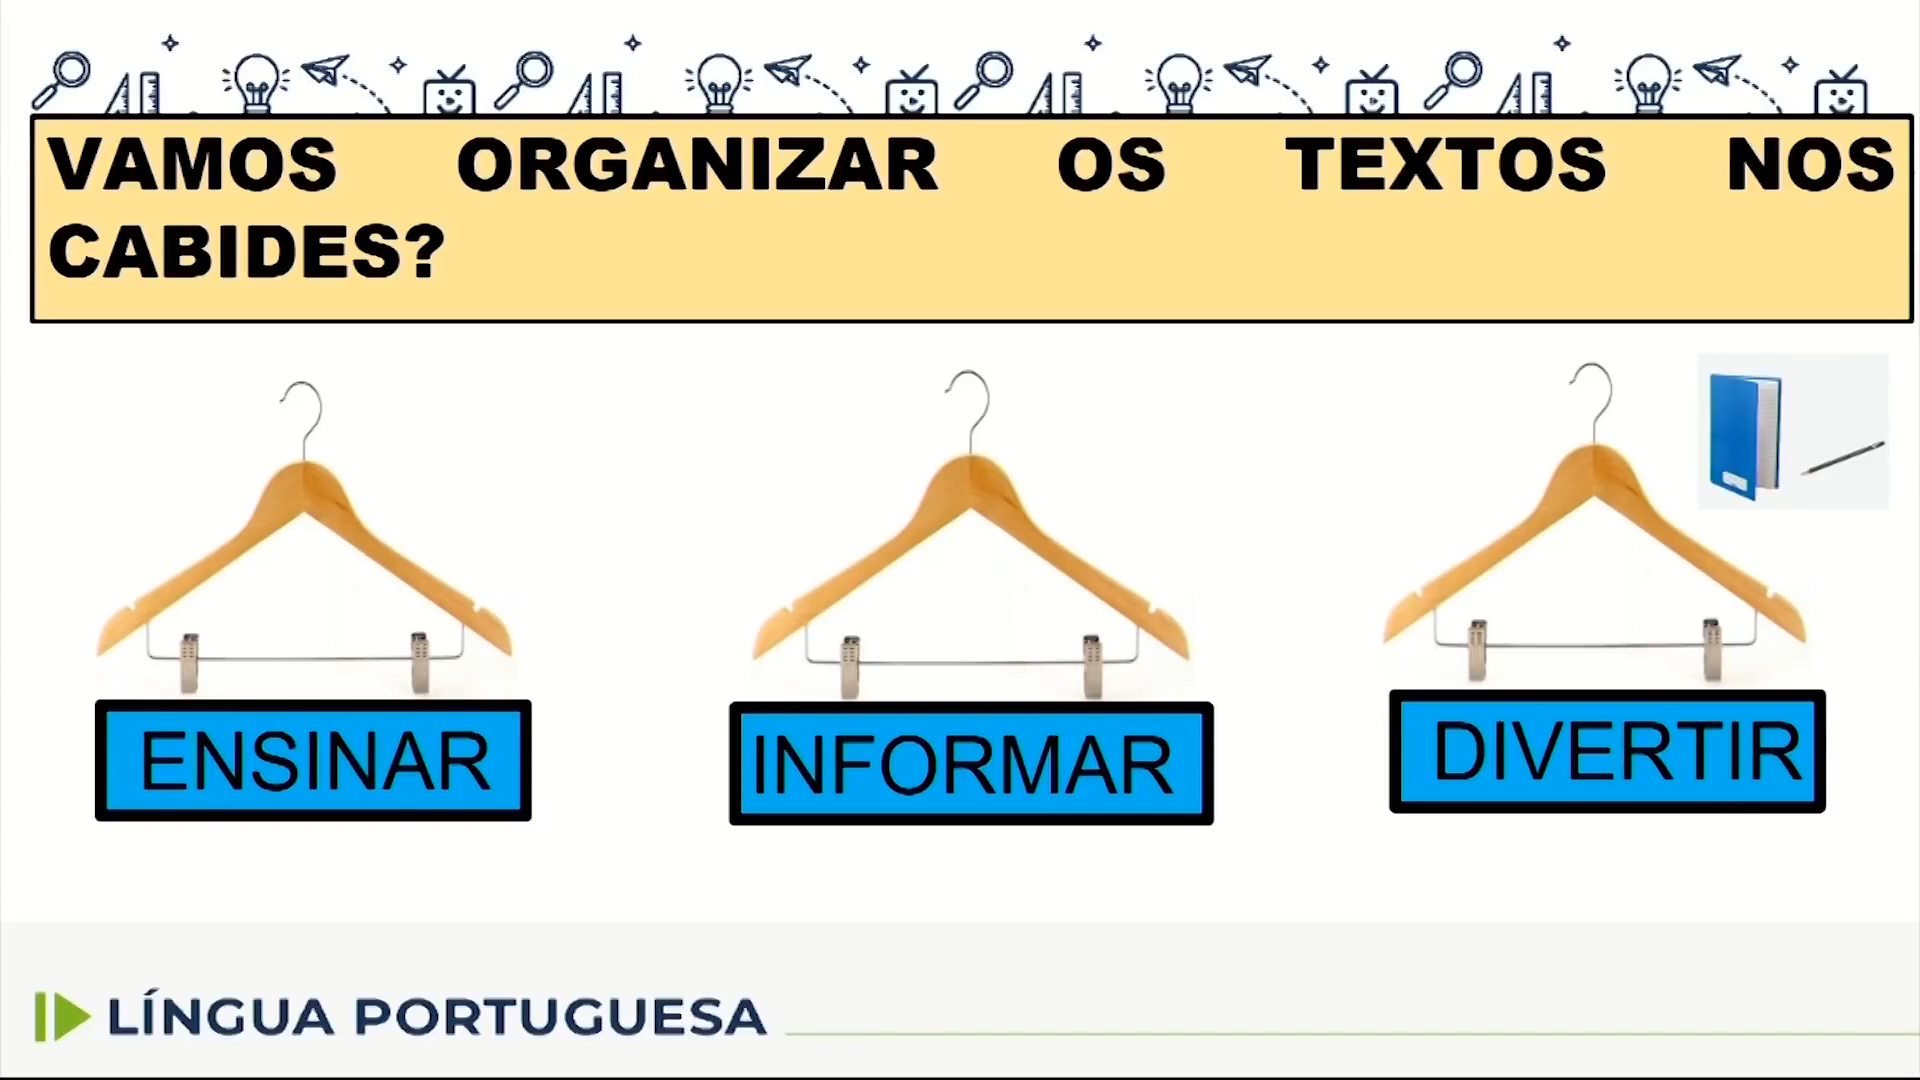 VAMOS ORGANIZAR OS TEXTOS NOS
CABIDES?
ENSINAR
INFORMAR
DIVERTIR
LÍNGUA PORTUGUESA